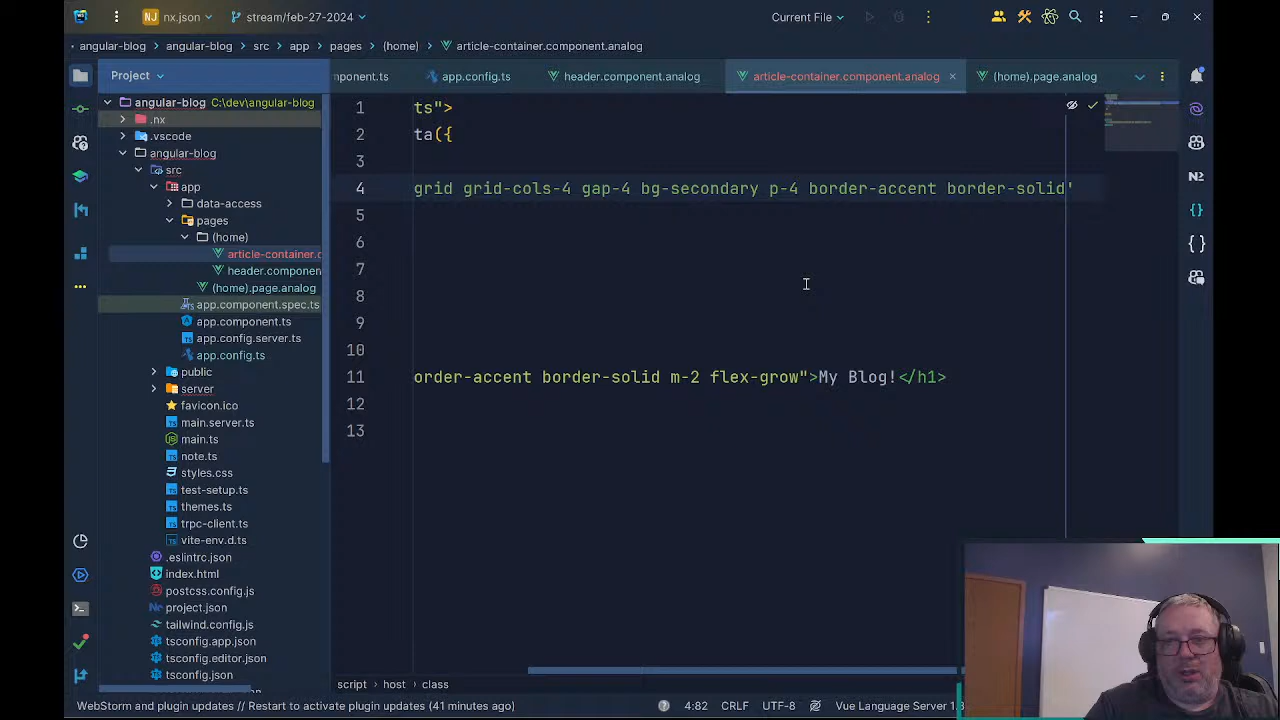 nx.json
stream/feb-27-2024
Current File
angular-blog
angular-blog
src
app
pages
(home)
article-container.component.analog
Project
mponent.ts
app.config.ts
header.component.analog
article-container.component.analog
(home).page.analog
angular-blog C:\dev\angular-blog
.nx
.vscode
angular-blog
src
app
data-access
pages
(home)
article-container.c
header.componen
(home).page.analog
app.component.spec.ts
app.component.ts
app.config.server.ts
app.config.ts
public
server
favicon.ico
main.server.ts
main.ts
note.ts
styles.css
test-setup.ts
themes.ts
trpc-client.ts
vite-env.d.ts
.eslintrc.json
index.html
postcss.config.js
project.json
tailwind.config.js
tsconfig.app.json
tsconfig.editor.json
tsconfig.json
1 ts">
2 ta({
3
4 grid grid-cols-4 gap-4 bg-secondary p-4 border-accent border-solid'
5
6
7
8
9
10
11 order-accent border-solid m-2 flex-grow">My Blog!</h1>
12
13
script
host
class
WebStorm and plugin updates // Restart to activate plugin updates (41 minutes ago)
4:82
CRLF
UTF-8
Vue Language Server 1.8